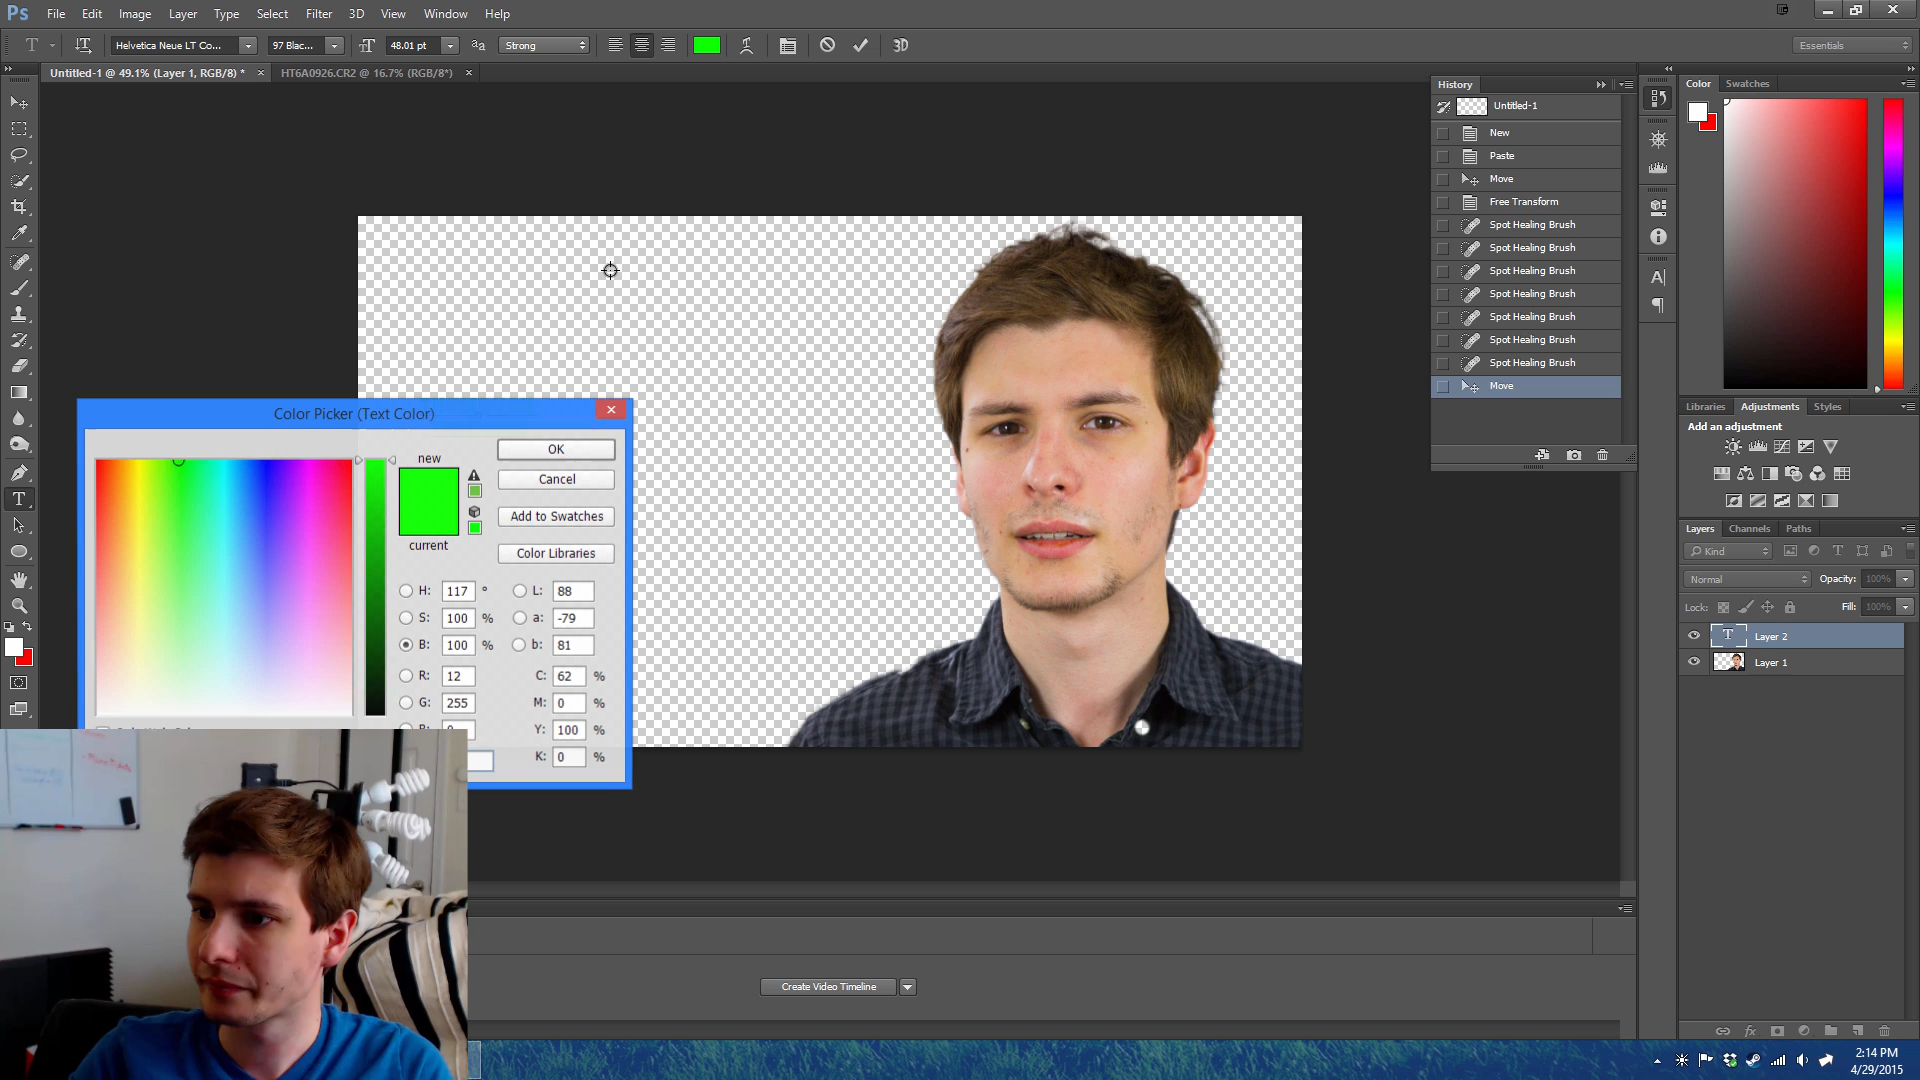 Ps File Edit Image Layer Type Select Filter 3D View Window Help
T Helvetica Neue LT Co... 97 Blac... 48.01 pt aa Strong 3D Essentials
Untitled-1 @ 49.1% (Layer 1, RGB/8) * × HT6A0926.CR2 @ 16.7% (RGB/8*) ×
History
Untitled-1
New
Paste
Move
Free Transform
Spot Healing Brush
Spot Healing Brush
Spot Healing Brush
Spot Healing Brush
Spot Healing Brush
Spot Healing Brush
Spot Healing Brush
Move
Color Swatches
Libraries Adjustments Styles
Add an adjustment
Layers Channels Paths
Kind
Normal Opacity: 100%
Lock: Fill: 100%
T Layer 2
Layer 1
Color Picker (Text Color)
new
current
OK
Cancel
Add to Swatches
Color Libraries
H: 117 ° L: 88
S: 100 % a: -79
B: 100 % b: 81
R: 12 C: 62 %
G: 255 M: 0 %
Y: 100 %
K: 0 %
Create Video Timeline
2:14 PM
4/29/2015